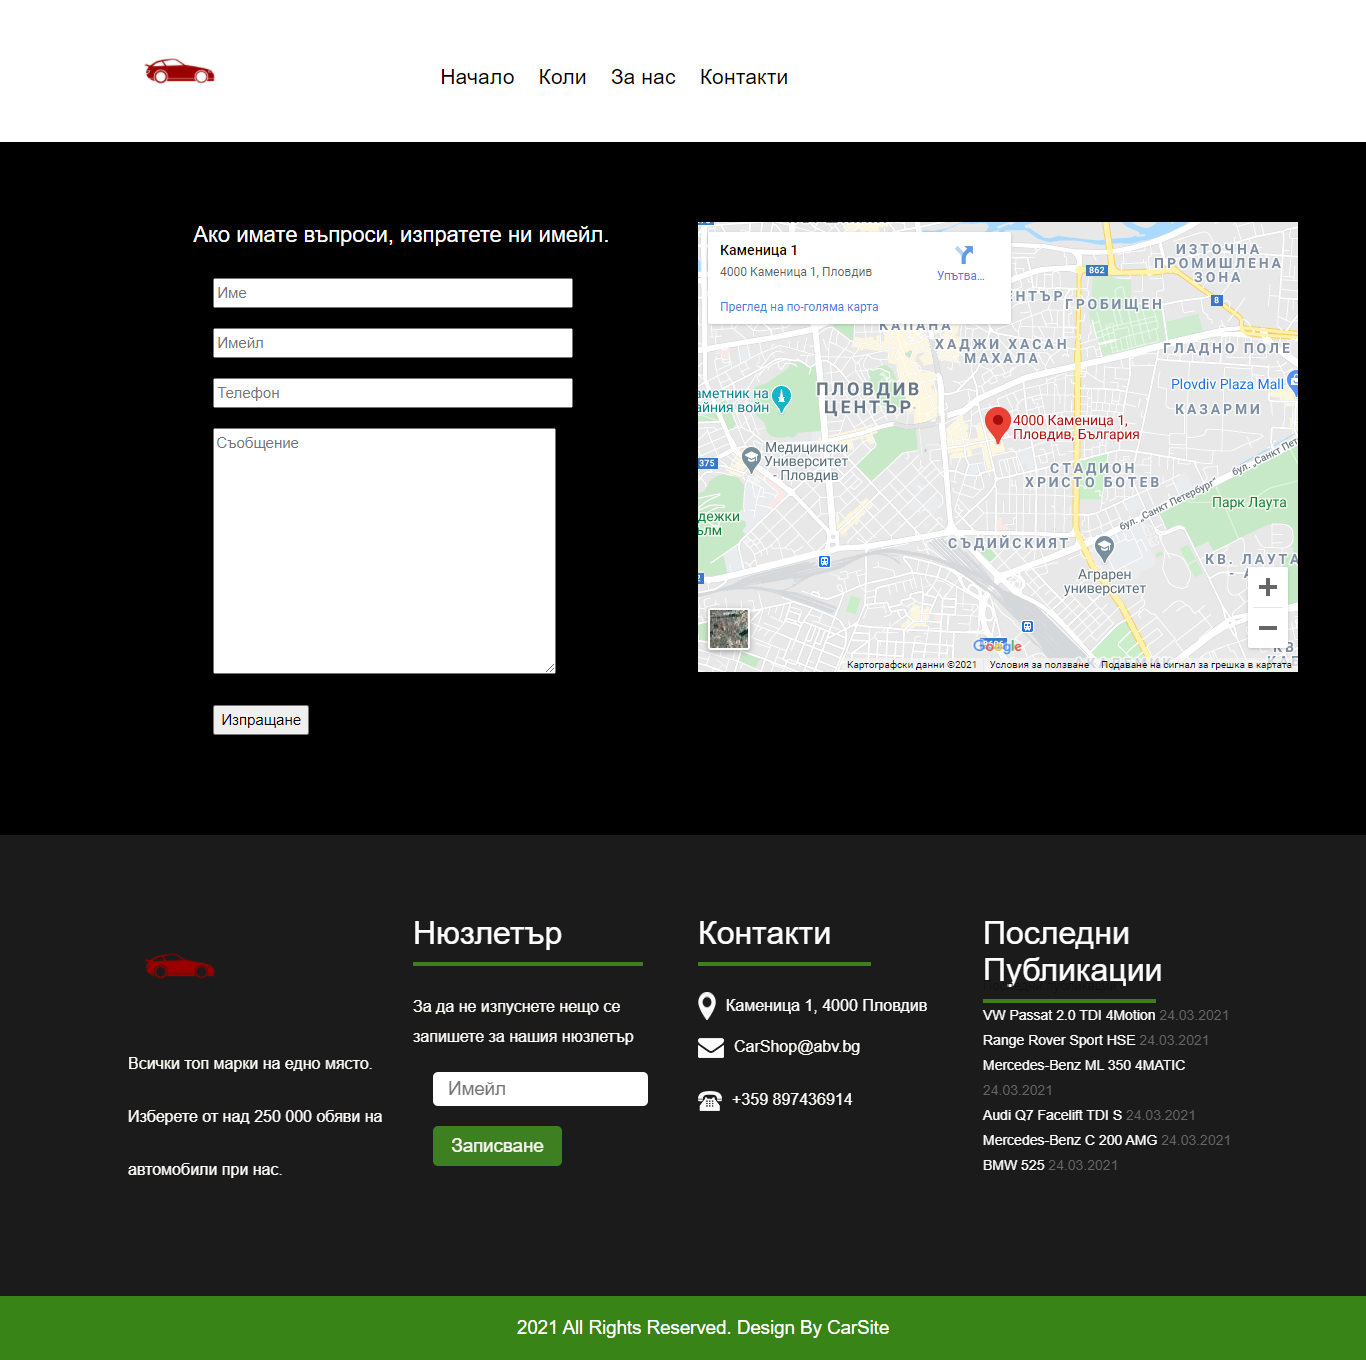 Начало Коли За нас Контакти
Ако имате въпроси, изпратете ни имейл.
Име
Имейл
Телефон
Съобщение
Изпращане
Каменица 1
4000 Каменица 1, Пловдив
Упътва...
Преглед на по-голяма карта
ИЗТОЧНА
ПРОМИШЛЕНА
ЗОНА
862
8
ЕНТЪР
ГРОБИЩЕН
КАПАНА
ХАДЖИ ХАСАН
МАХАЛА
ГЛАДНО ПОЛЕ
Plovdiv Plaza Mall
КАЗАРМИ
аметник на
айния войн
ПЛОВДИВ
ЦЕНТЪР
4000 Каменица 1,
Пловдив, България
Медицински
Университет
- Пловдив
375
СТАДИОН
ХРИСТО БОТЕВ
бул. „Санкт Пете
бул. „Санкт Петербург“
Парк Лаута
дежки
ълм
СЪДИЙСКИЯТ
Аграрен
университет
КВ. ЛАУТА
8606
Google
Картографски данни ©2021 Условия за ползване Подаване на сигнал за грешка в картата
Всички топ марки на едно място.
Изберете от над 250 000 обяви на
автомобили при нас.
Нюзлетър
За да не изпуснете нещо се
запишете за нашия нюзлетър
Имейл
Записване
Контакти
Каменица 1, 4000 Пловдив
CarShop@abv.bg
+359 897436914
Последни
Публикации
VW Passat 2.0 TDI 4Motion 24.03.2021
Range Rover Sport HSE 24.03.2021
Mercedes-Benz ML 350 4MATIC
24.03.2021
Audi Q7 Facelift TDI S 24.03.2021
Mercedes-Benz C 200 AMG 24.03.2021
BMW 525 24.03.2021
2021 All Rights Reserved. Design By CarSite